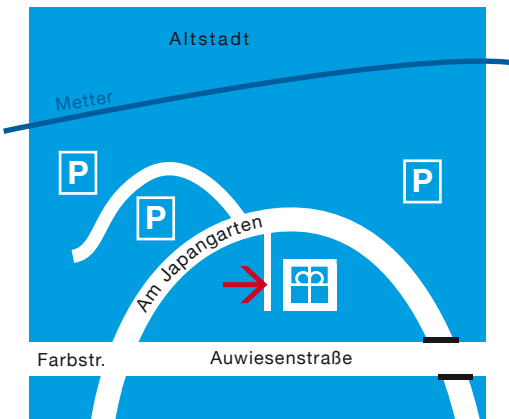 Altstadt
Metter
P
P
P
Am Japangarten
Farbstr.
Auwiesenstraße